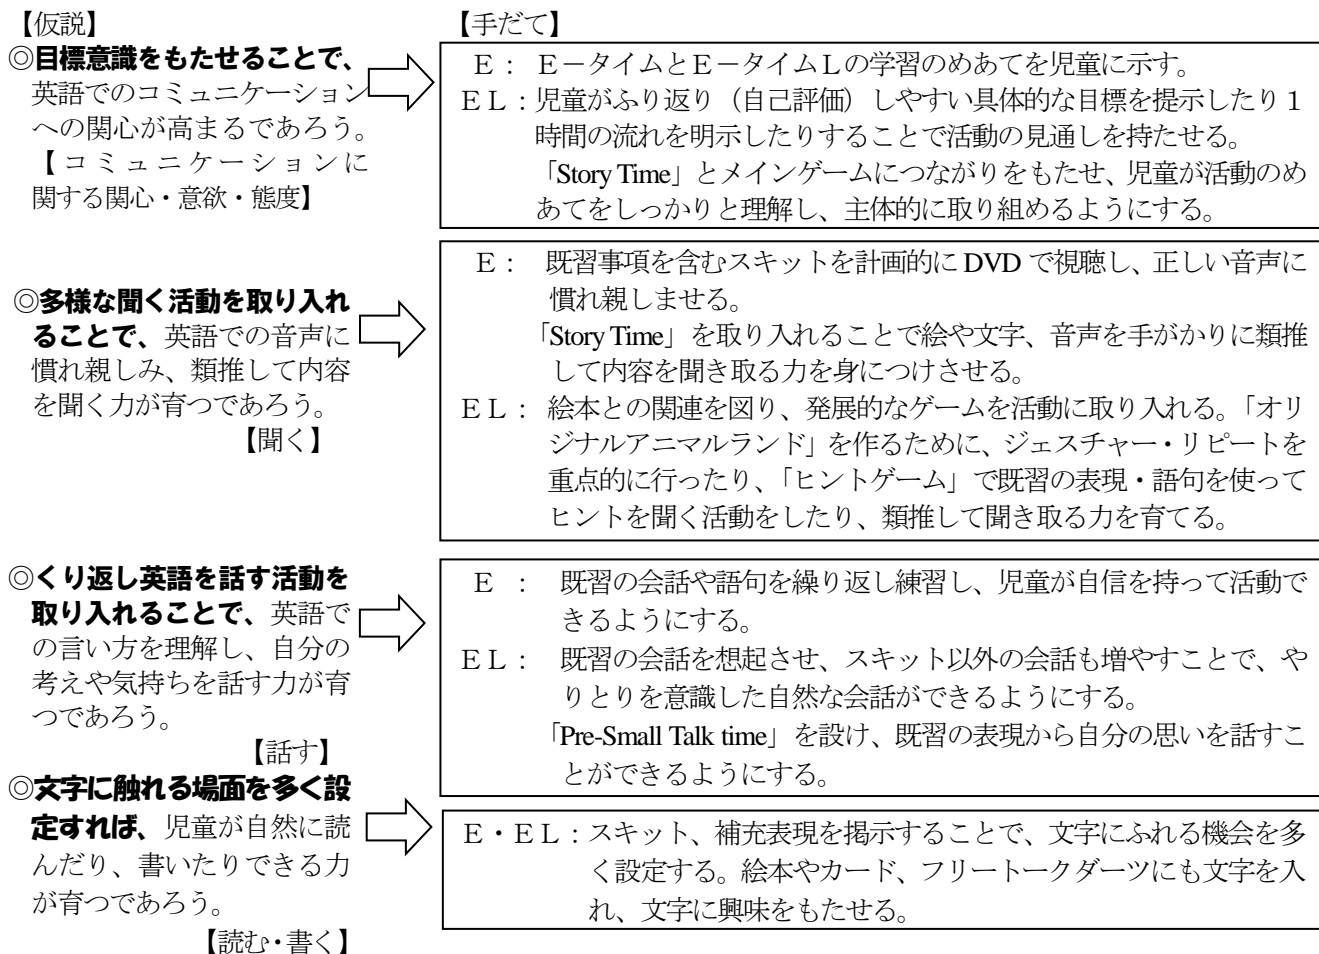 【仮説】
◎目標意識をもたせることで、
英語でのコミュニケーション
への関心が高まるであろう。
【コミュニケーションに
関する関心・意欲・態度】
【手だて】
Ｅ： Ｅ－タイムとＥ－タイムＬの学習のめあてを児童に示す。
ＥＬ：児童がふり返り（自己評価）しやすい具体的な目標を提示したり１
時間の流れを明示したりすることで活動の見通しを持たせる。
「Story Time」とメインゲームにつながりをもたせ、児童が活動のめ
あてをしっかりと理解し、主体的に取り組めるようにする。
◎多様な聞く活動を取り入れ
ることで、英語での音声に
慣れ親しみ、類推して内容
を聞く力が育つであろう。
【聞く】
Ｅ： 既習事項を含むスキットを計画的に DVD で視聴し、正しい音声に
慣れ親しませる。
「Story Time」を取り入れることで絵や文字、音声を手がかりに類推
して内容を聞き取る力を身につけさせる。
ＥＬ： 絵本との関連を図り、発展的なゲームを活動に取り入れる。「オリ
ジナルアニマルランド」を作るために、ジェスチャー・リピートを
重点的に行ったり、「ヒントゲーム」で既習の表現・語句を使って
ヒントを聞く活動をしたり、類推して聞き取る力を育てる。
◎くり返し英語を話す活動を
取り入れることで、英語で
の言い方を理解し、自分の
考えや気持ちを話す力が育
つであろう。
【話す】
Ｅ ： 既習の会話や語句を繰り返し練習し、児童が自信を持って活動で
きるようにする。
ＥＬ： 既習の会話を想起させ、スキット以外の会話も増やすことで、や
りとりを意識した自然な会話ができるようにする。
「Pre-Small Talk time」を設け、既習の表現から自分の思いを話すこ
とができるようにする。
◎文字に触れる場面を多く設
定すれば、児童が自然に読
んだり、書いたりできる力
が育つであろう。
【読む・書く】
Ｅ・ＥＬ：スキット、補充表現を掲示することで、文字にふれる機会を多
く設定する。絵本やカード、フリートークダーツにも文字を入
れ、文字に興味をもたせる。